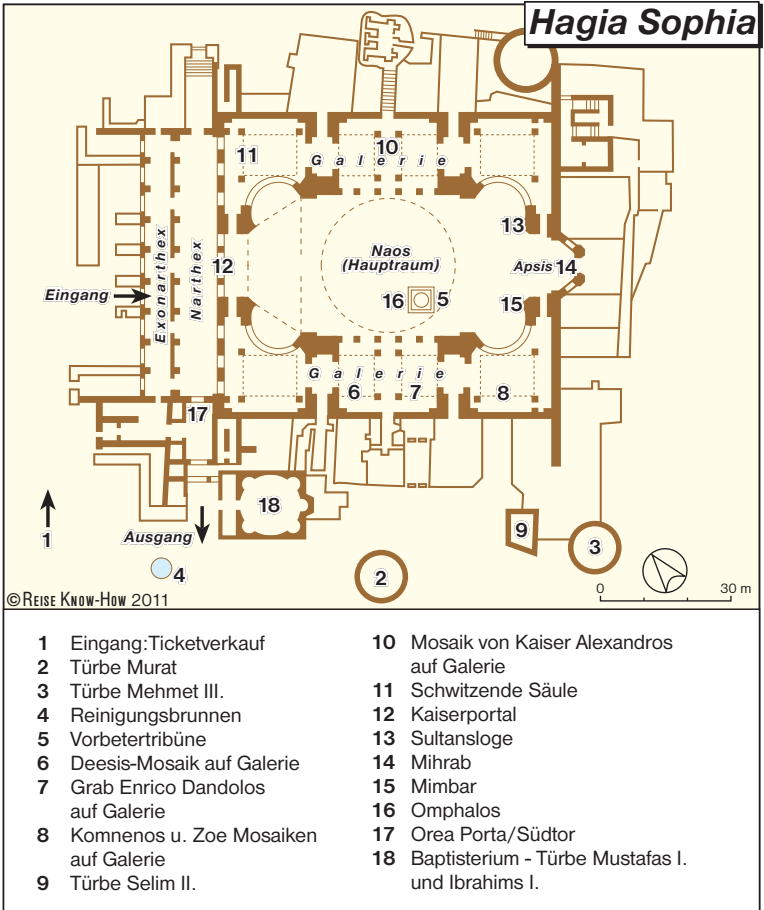 Hagia Sophia
11
10
Galerie
13
Naos
(Hauptraum)
12
Apsis 14
Exonarthex
Narthex
Eingang
16
5
15
Galerie
6
7
8
17
18
9
3
1
Ausgang
4
2
0 30 m
©REISE KNOW-HOW 2011
1 Eingang:Ticketverkauf
2 Türbe Murat
3 Türbe Mehmet III.
4 Reinigungsbrunnen
5 Vorbetertribüne
6 Deesis-Mosaik auf Galerie
7 Grab Enrico Dandolos
auf Galerie
8 Komnenos u. Zoe Mosaiken
auf Galerie
9 Türbe Selim II.
10 Mosaik von Kaiser Alexandros
auf Galerie
11 Schwitzende Säule
12 Kaiserportal
13 Sultansloge
14 Mihrab
15 Mimbar
16 Omphalos
17 Orea Porta/Südtor
18 Baptisterium - Türbe Mustafas I.
und Ibrahims I.